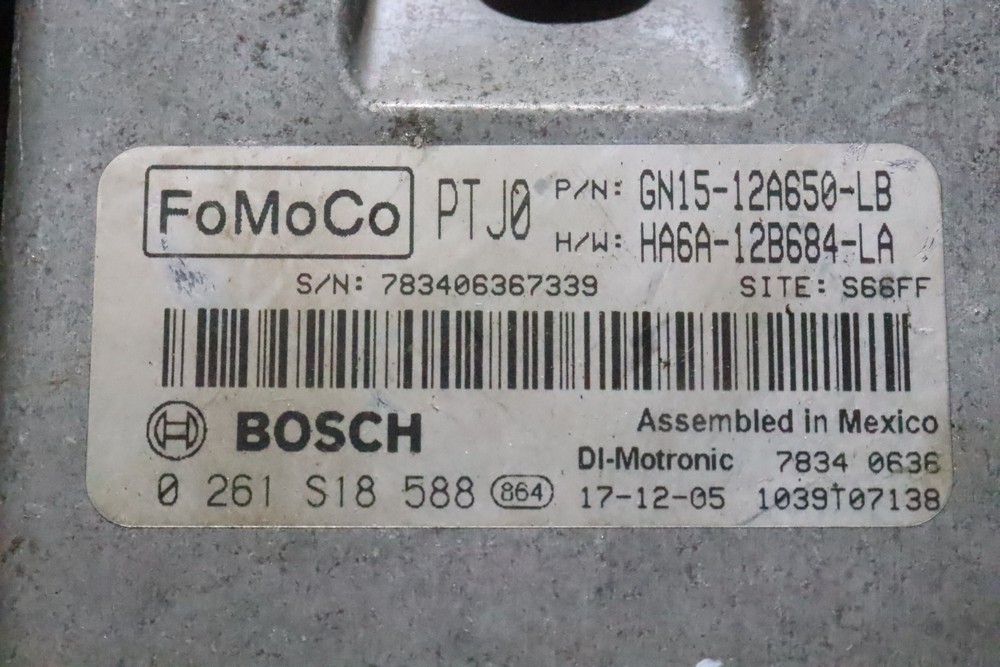 FoMoCo PTJ0 P/N: GN15-12A650-LB
H/W: HA6A-12B684-LA
S/N: 783406367339 SITE: S66FF
BOSCH Assembled in Mexico
DI-Motronic 7834 0636
0 261 S18 588 864 17-12-05 1039T07138